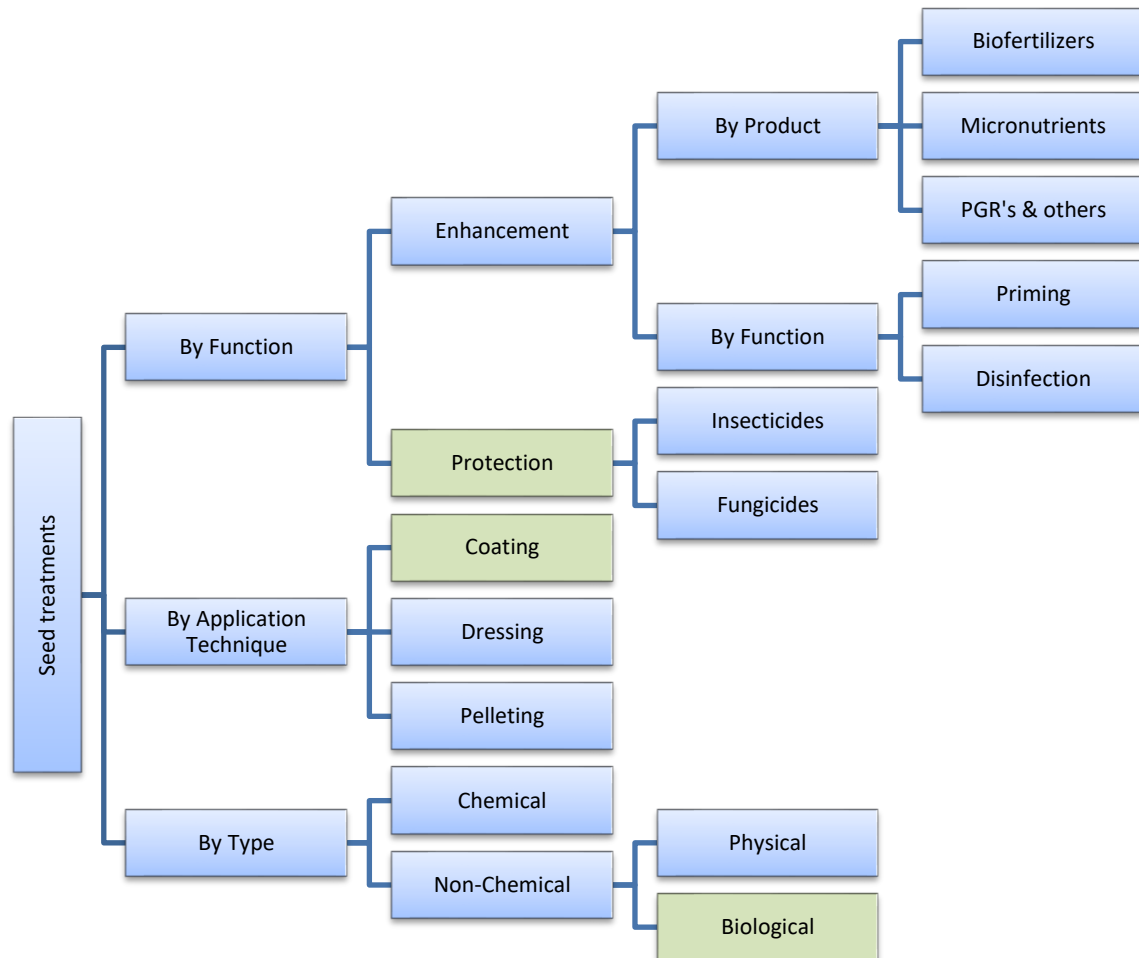 Seed treatments
By Function
Enhancement
By Product
Biofertilizers
Micronutrients
PGR's & others
By Function
Priming
Disinfection
Protection
Insecticides
Fungicides
By Application
Technique
Coating
Dressing
Pelleting
By Type
Chemical
Non-Chemical
Physical
Biological